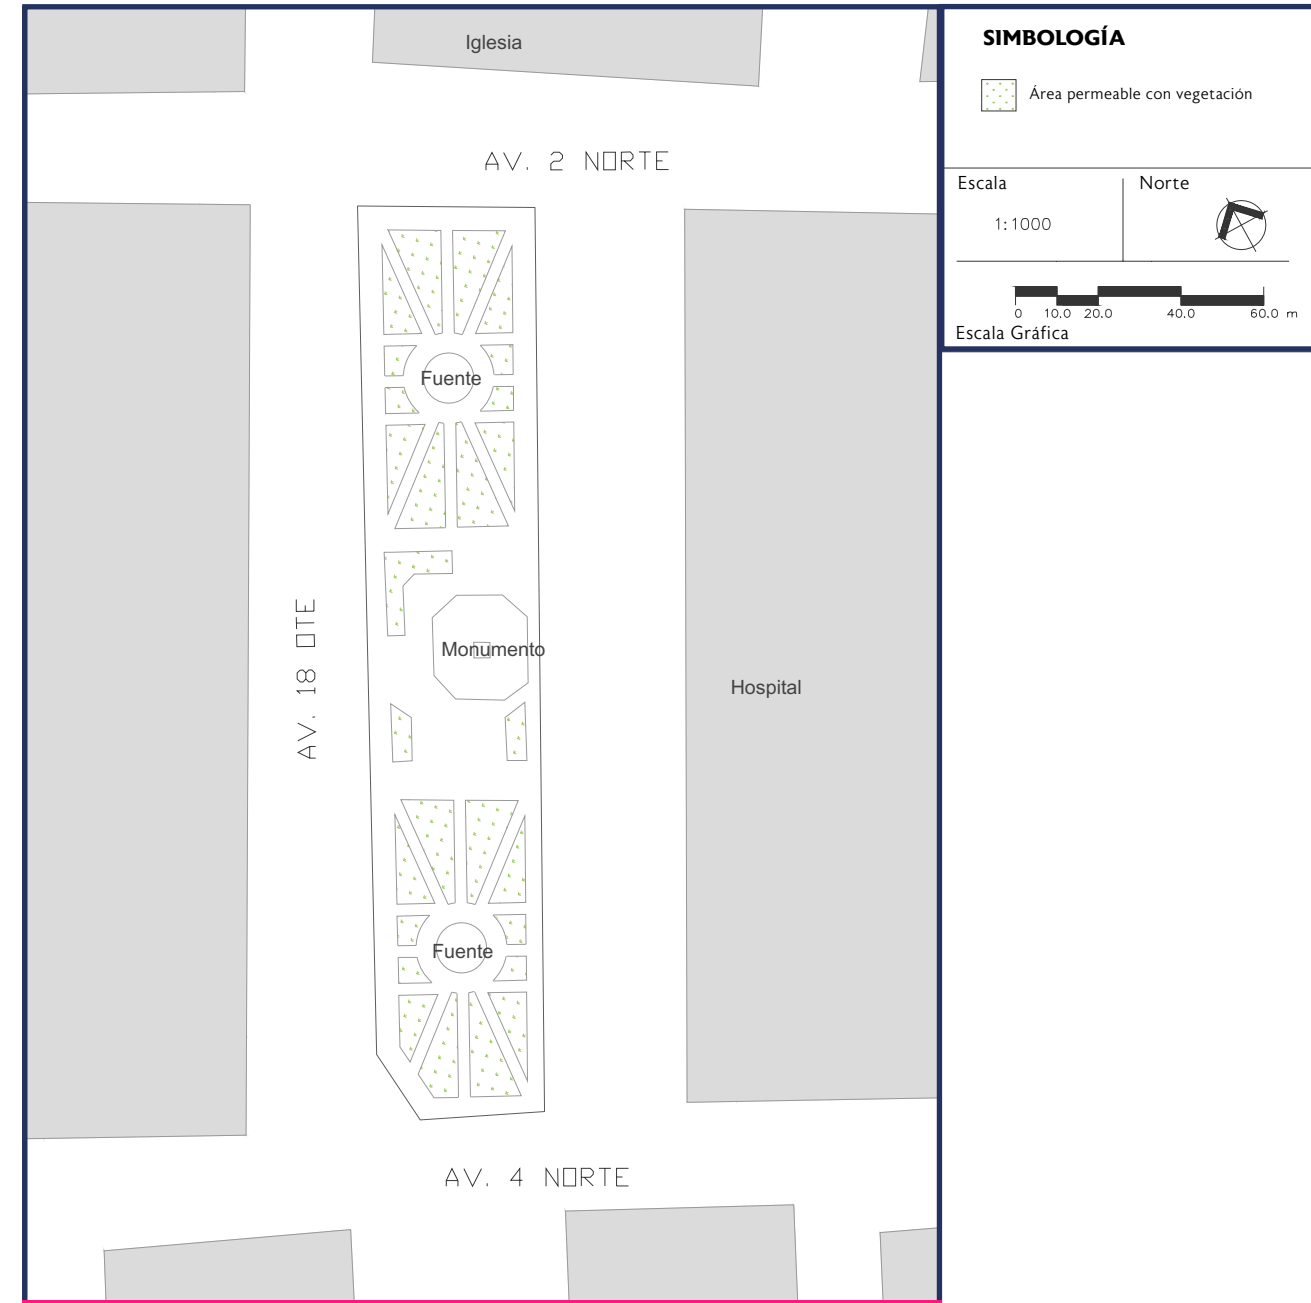 Iglesia
AV. 2 NORTE
Fuente
AV. 18 OTE
Monumento
Hospital
Fuente
AV. 4 NORTE
SIMBOLOGÍA
Área permeable con vegetación
Escala
Norte
1:1000
0 10.0 20.0 40.0 60.0 m
Escala Gráfica